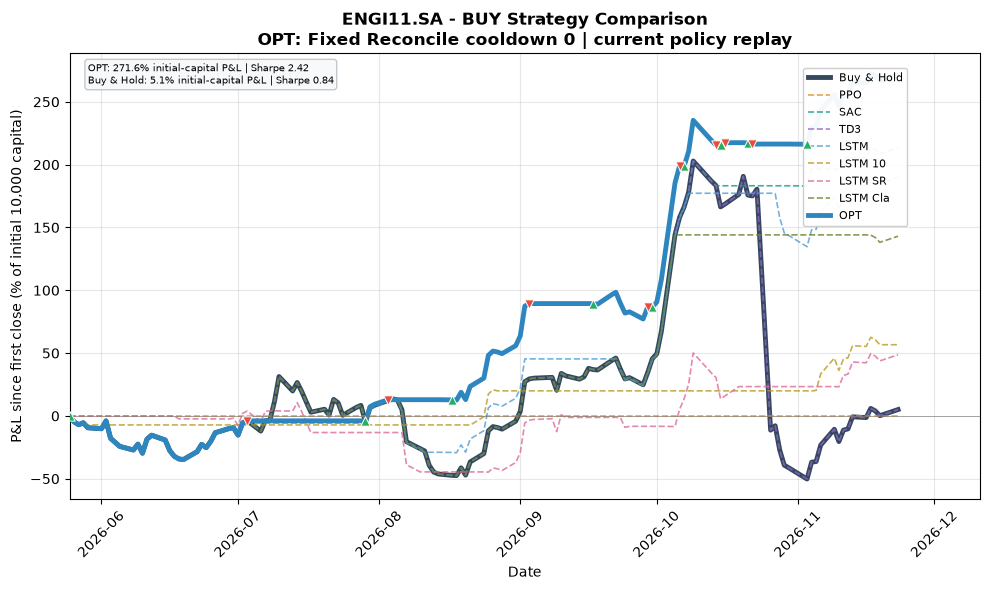 ENGI11.SA - BUY Strategy Comparison
OPT: Fixed Reconcile cooldown 0 | current policy replay
OPT: 271.6% initial-capital P&L | Sharpe 2.42
Buy & Hold: 5.1% initial-capital P&L | Sharpe 0.84
Buy & Hold
PPO
SAC
TD3
LSTM
LSTM 10
LSTM SR
LSTM Cla
OPT
P&L since first close (% of initial 10,000 capital)
250
200
150
100
50
0
−50
2026-06
2026-07
2026-08
2026-09
2026-10
2026-11
2026-12
Date